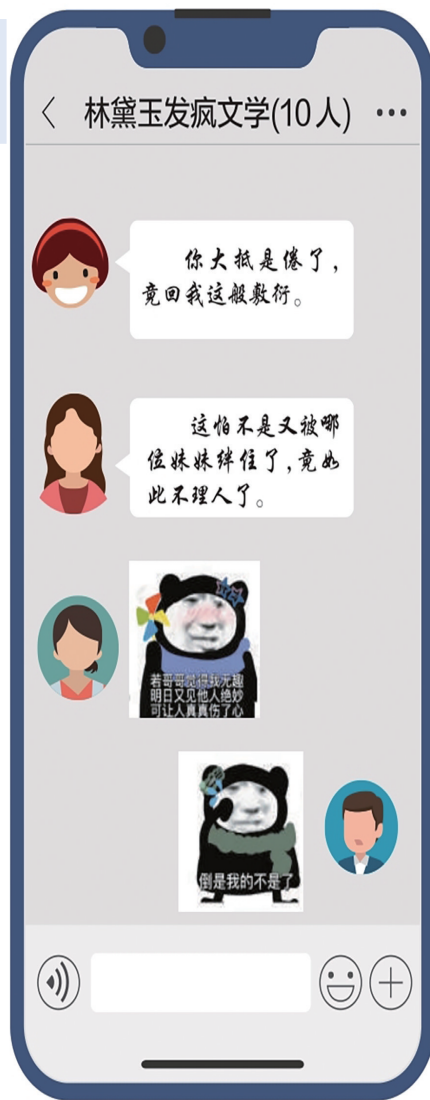 林黛玉发疯文学(10人)
你大抵是倦了，
竟回我这般敷衍。
这怕不是又被哪
位妹妹绊住了，竟如
此不理人了。
若哥哥觉得我无趣
明日又见他人绝妙
可让人真真伤了心
倒是我的不是了